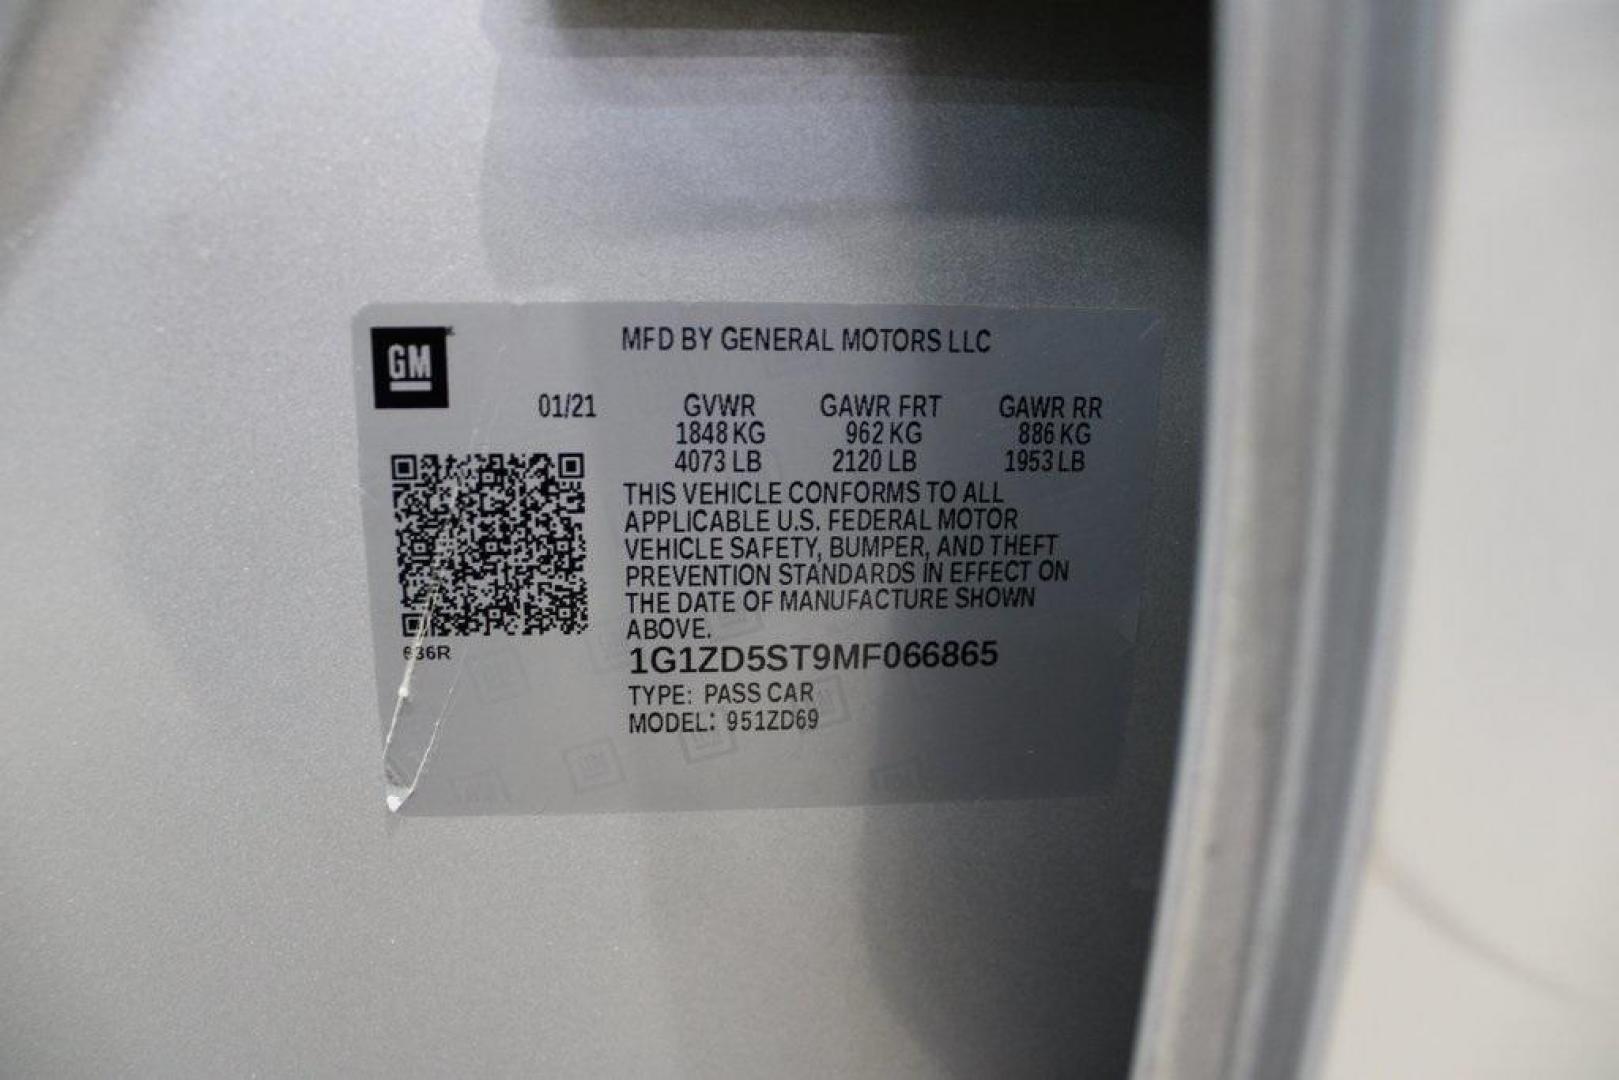 GM
MFD BY GENERAL MOTORS LLC
01/21 GVWR GAWR FRT GAWR RR
1848 KG 962 KG 886 KG
4073 LB 2120 LB 1953 LB
THIS VEHICLE CONFORMS TO ALL
APPLICABLE U.S. FEDERAL MOTOR
VEHICLE SAFETY, BUMPER, AND THEFT
PREVENTION STANDARDS IN EFFECT ON
THE DATE OF MANUFACTURE SHOWN
ABOVE.
636R
1G1ZD5ST9MF066865
TYPE: PASS CAR
MODEL: 951ZD69